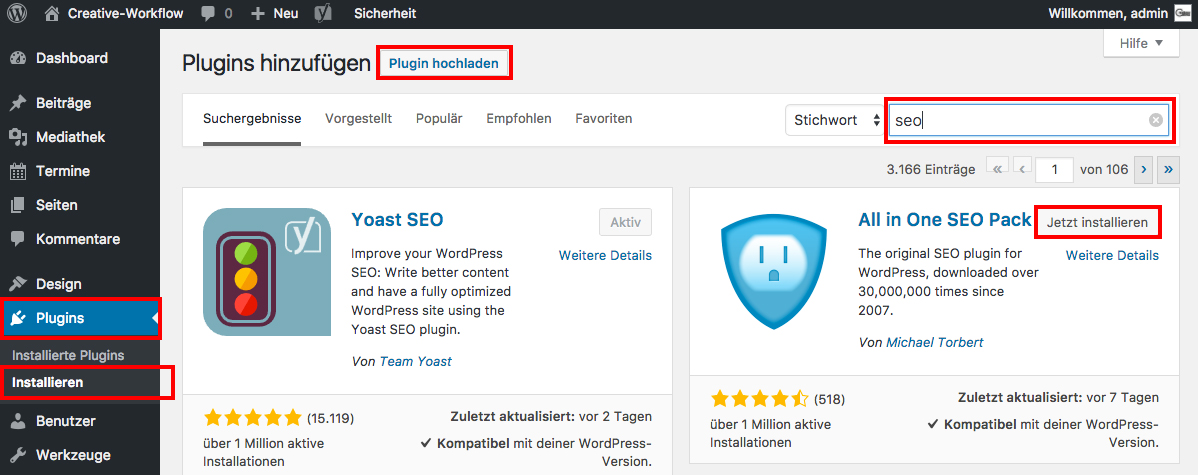 Creative-Workflow 0 + Neu Sicherheit Willkommen, admin
Hilfe ▼
Dashboard
Beiträge
Mediathek
Termine
Seiten
Kommentare
Design
Plugins
Installierte Plugins
Installieren
Benutzer
Werkzeuge
Plugins hinzufügen Plugin hochladen
Suchergebnisse Vorgestellt Populär Empfohlen Favoriten Stichwort seo
3.166 Einträge « ‹ 1 von 106 › »
Yoast SEO
Aktiv
Weitere Details
Improve your WordPress
SEO: Write better content
and have a fully optimized
WordPress site using the
Yoast SEO plugin.
Von Team Yoast
(15.119)
über 1 Million aktive
Installationen
Zuletzt aktualisiert: vor 2 Tagen
✓ Kompatibel mit deiner WordPress-
Version.
All in One SEO Pack
Jetzt installieren
Weitere Details
The original SEO plugin for
WordPress, downloaded over
30,000,000 times since
2007.
Von Michael Torbert
(518)
über 1 Million aktive
Installationen
Zuletzt aktualisiert: vor 7 Tagen
✓ Kompatibel mit deiner WordPress-
Version.